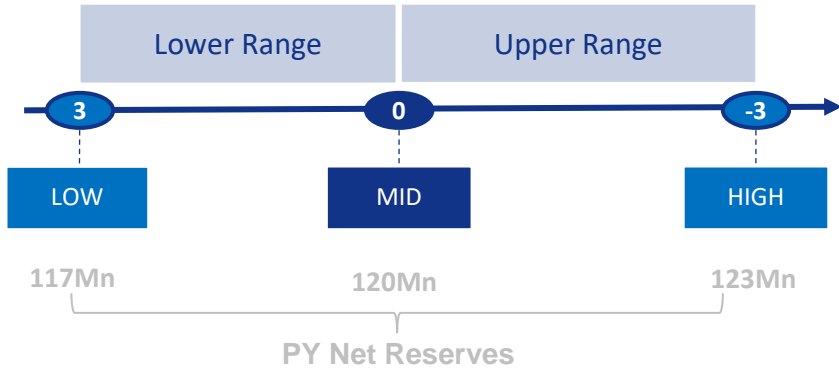 Lower Range
Upper Range
3
0
-3
LOW
MID
HIGH
117Mn
120Mn
123Mn
PY Net Reserves